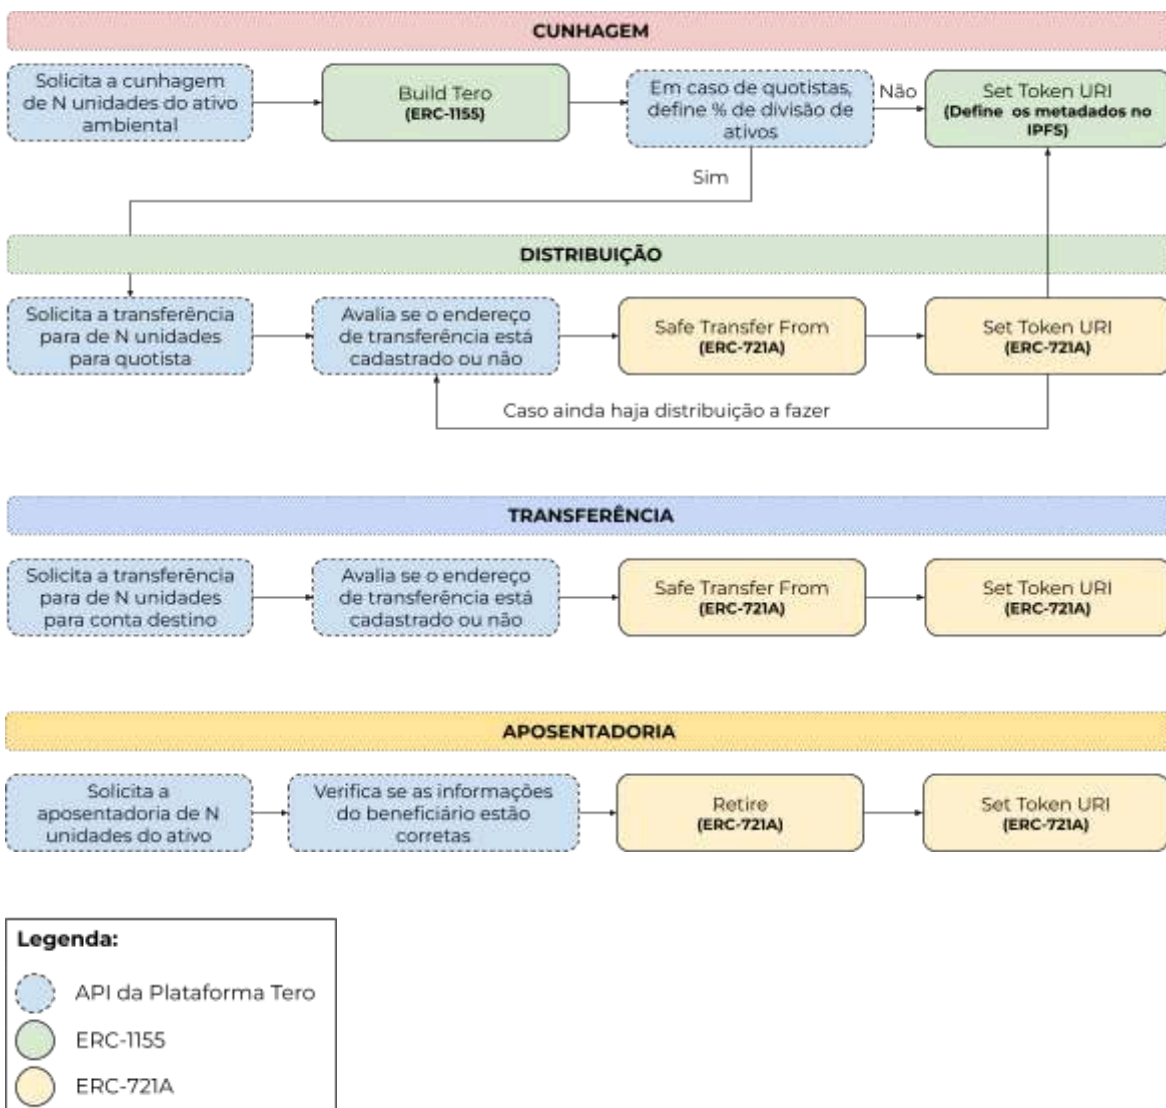 CUNHAGEM
Solicita a cunhagem
de N unidades do ativo
ambiental
Build Tero
(ERC-1155)
Em caso de quotistas,
define % de divisão de
ativos
Não
Set Token URI
(Define os metadados no
IPFS)
Sim
DISTRIBUIÇÃO
Solicita a transferência
para de N unidades
para quotista
Avalia se o endereço
de transferência está
cadastrado ou não
Safe Transfer From
(ERC-721A)
Set Token URI
(ERC-721A)
Caso ainda haja distribuição a fazer
TRANSFERÊNCIA
Solicita a transferência
para de N unidades
para conta destino
Avalia se o endereço
de transferência está
cadastrado ou não
Safe Transfer From
(ERC-721A)
Set Token URI
(ERC-721A)
APOSENTADORIA
Solicita a
aposentadoria de N
unidades do ativo
Verifica se as informações
do beneficiário estão
corretas
Retire
(ERC-721A)
Set Token URI
(ERC-721A)
Legenda:
API da Plataforma Tero
ERC-1155
ERC-721A